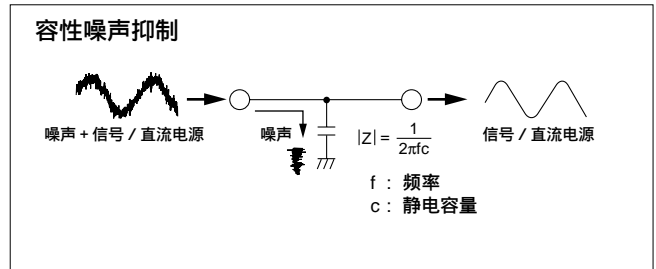 容性噪声抑制
噪声 + 信号 / 直流电源
噪声
|Z| = 1 / 2πfc
信号 / 直流电源
f : 频率
c : 静电容量